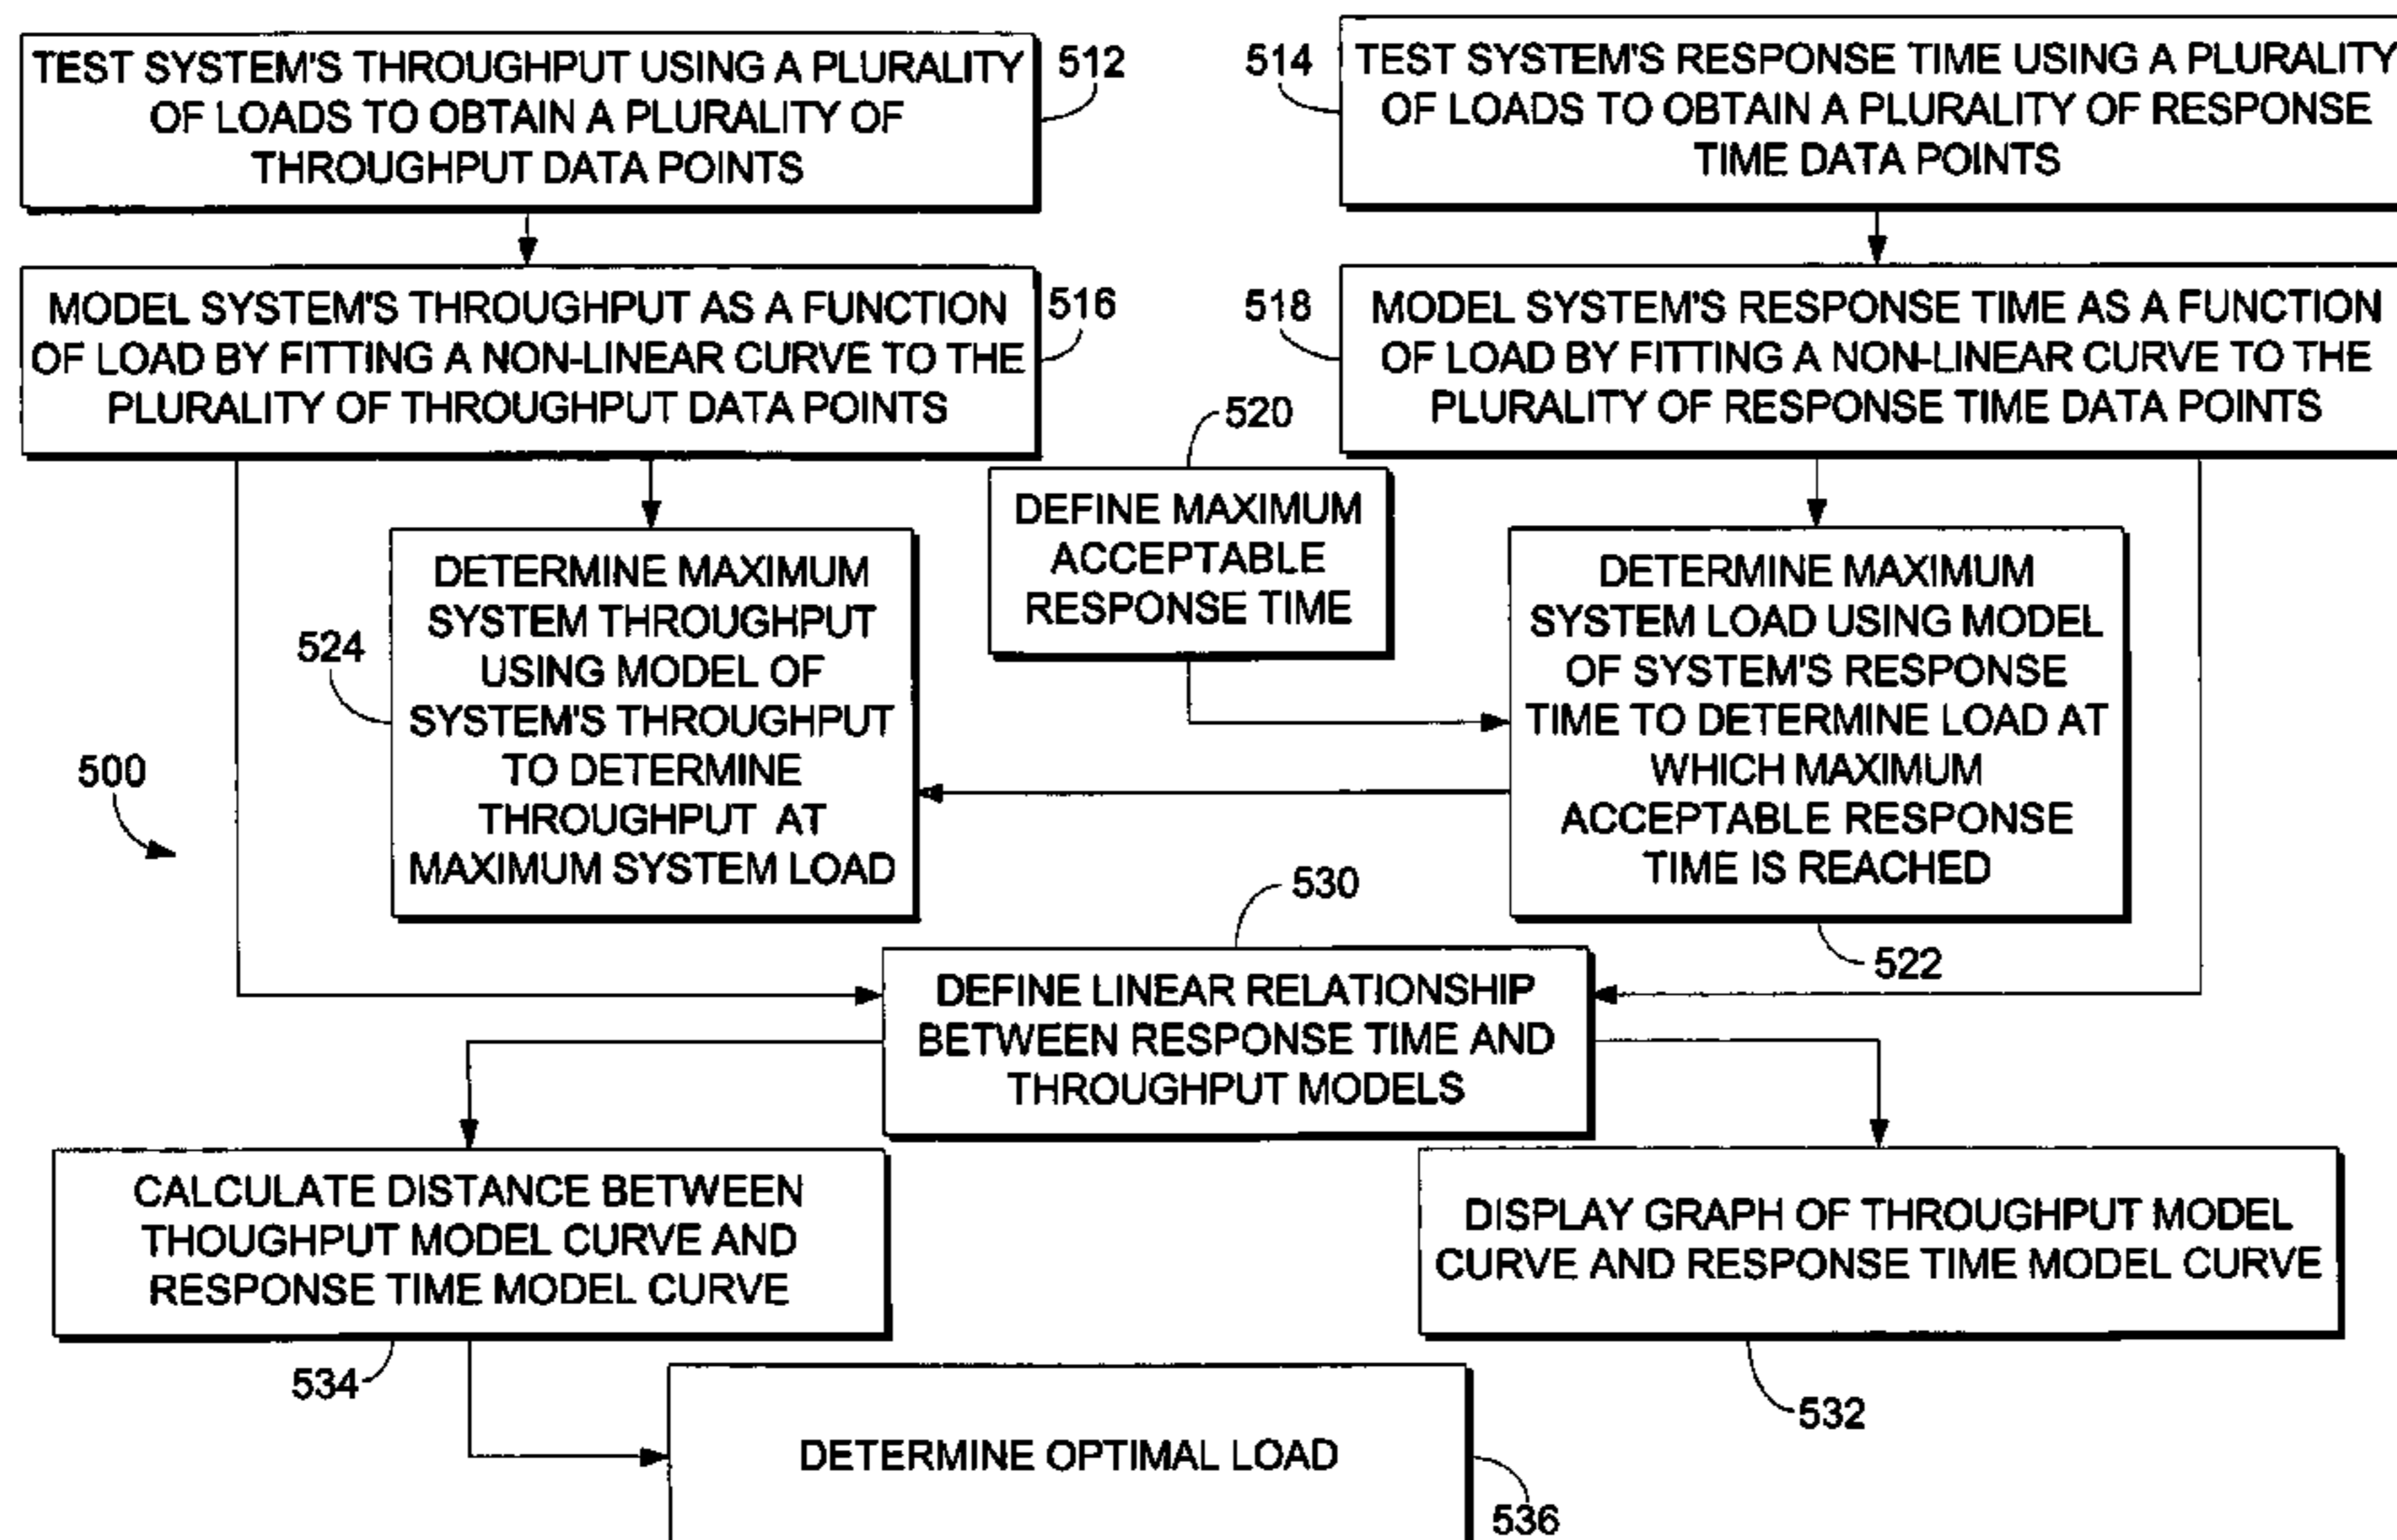 TEST SYSTEM'S THROUGHPUT USING A PLURALITY
OF LOADS TO OBTAIN A PLURALITY OF
THROUGHPUT DATA POINTS
512
514
TEST SYSTEM'S RESPONSE TIME USING A PLURALITY
OF LOADS TO OBTAIN A PLURALITY OF RESPONSE
TIME DATA POINTS
MODEL SYSTEM'S THROUGHPUT AS A FUNCTION
OF LOAD BY FITTING A NON-LINEAR CURVE TO THE
PLURALITY OF THROUGHPUT DATA POINTS
516
518
MODEL SYSTEM'S RESPONSE TIME AS A FUNCTION
OF LOAD BY FITTING A NON-LINEAR CURVE TO THE
PLURALITY OF RESPONSE TIME DATA POINTS
520
DEFINE MAXIMUM
ACCEPTABLE
RESPONSE TIME
524
DETERMINE MAXIMUM
SYSTEM THROUGHPUT
USING MODEL OF
SYSTEM'S THROUGHPUT
TO DETERMINE
THROUGHPUT AT
MAXIMUM SYSTEM LOAD
DETERMINE MAXIMUM
SYSTEM LOAD USING MODEL
OF SYSTEM'S RESPONSE
TIME TO DETERMINE LOAD AT
WHICH MAXIMUM
ACCEPTABLE RESPONSE
TIME IS REACHED
500
530
522
DEFINE LINEAR RELATIONSHIP
BETWEEN RESPONSE TIME AND
THROUGHPUT MODELS
CALCULATE DISTANCE BETWEEN
THOUGHPUT MODEL CURVE AND
RESPONSE TIME MODEL CURVE
534
DISPLAY GRAPH OF THROUGHPUT MODEL
CURVE AND RESPONSE TIME MODEL CURVE
532
DETERMINE OPTIMAL LOAD
536